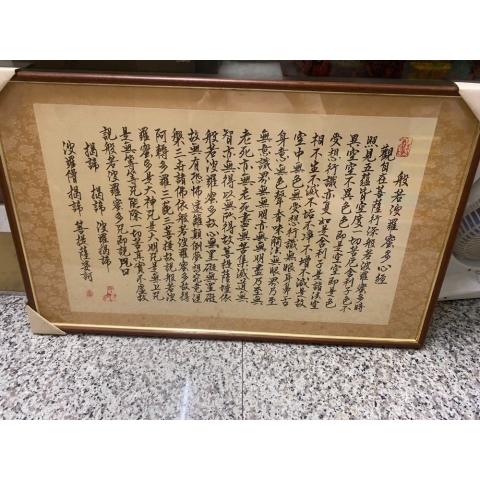 般若波羅蜜多心經
觀自在菩薩行深般若波羅蜜多時
照見五蘊皆空度一切苦厄舍利子色不
異空空不異色色即是空空即是色
受想行識亦復如是舍利子是諸法空
相不生不滅不垢不淨不增不減是故
空中無色無受想行識無眼耳鼻舌
身意無色聲香味觸法無眼界乃至
無意識界無無明亦無無明盡乃至無
老死亦無老死盡無苦集滅道無
智亦無得以無所得故菩提薩埵依
般若波羅蜜多故心無罣礙無罣礙
故無有恐怖遠離顛倒夢想究竟涅
槃三世諸佛依般若波羅蜜多故得
阿耨多羅三藐三菩提故知般若波
羅蜜多是大神咒是大明咒是無上咒
是無等等咒能除一切苦真實不虛故
說般若波羅蜜多咒即說咒曰
揭諦 揭諦 波羅揭諦
波羅僧揭諦 菩提薩婆訶